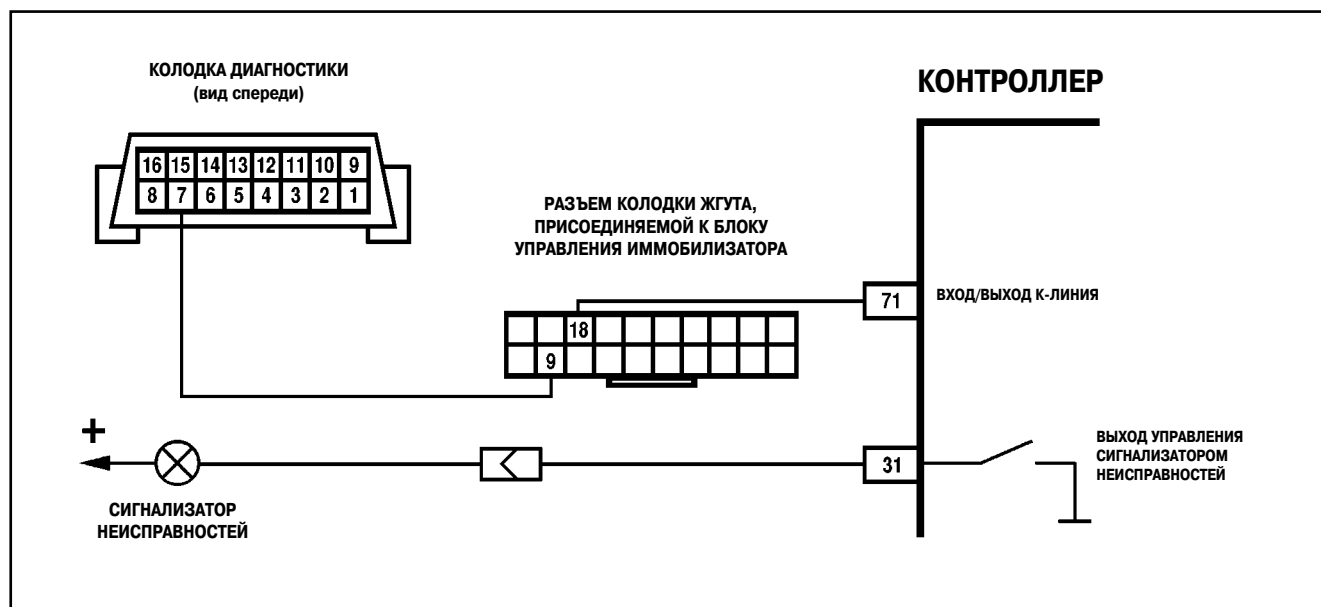 КОЛОДКА ДИАГНОСТИКИ
(вид спереди)
КОНТРОЛЛЕР
16 15 14 13 12 11 10 9
8 7 6 5 4 3 2 1
РАЗЪЕМ КОЛОДКИ ЖГУТА,
ПРИСОЕДИНЯЕМОЙ К БЛОКУ
УПРАВЛЕНИЯ ИММОБИЛИЗАТОРА
71
ВХОД/ВЫХОД К-ЛИНИЯ
18
9
+
31
ВЫХОД УПРАВЛЕНИЯ
СИГНАЛИЗАТОРОМ
НЕИСПРАВНОСТЕЙ
СИГНАЛИЗАТОР
НЕИСПРАВНОСТЕЙ